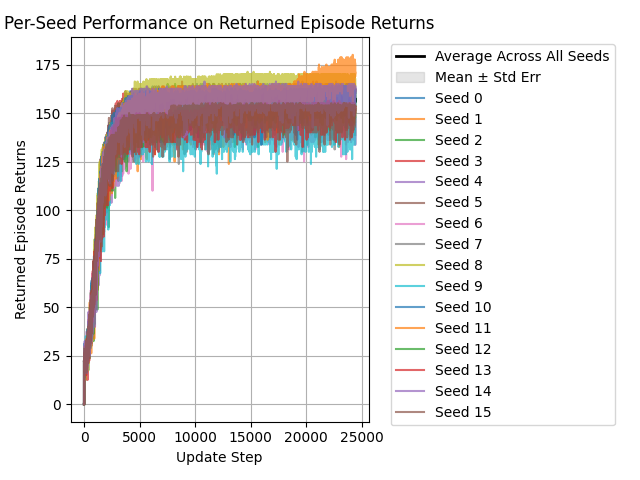 Per-Seed Performance on Returned Episode Returns
Returned Episode Returns
175
150
125
100
75
50
25
0
0 5000 10000 15000 20000 25000
Update Step
Average Across All Seeds
Mean ± Std Err
Seed 0
Seed 1
Seed 2
Seed 3
Seed 4
Seed 5
Seed 6
Seed 7
Seed 8
Seed 9
Seed 10
Seed 11
Seed 12
Seed 13
Seed 14
Seed 15